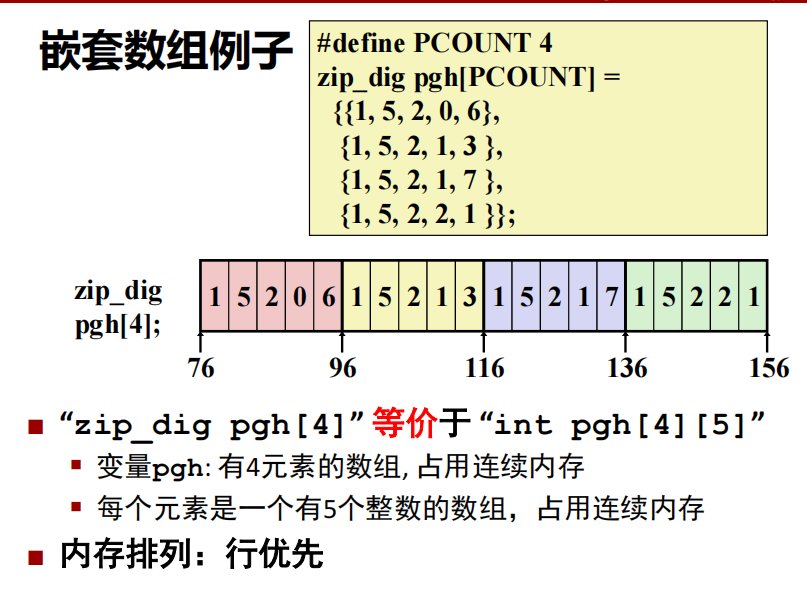 嵌套数组例子
#define PCOUNT 4
zip_dig pgh[PCOUNT] =
{{1, 5, 2, 0, 6},
{1, 5, 2, 1, 3 },
{1, 5, 2, 1, 7 },
{1, 5, 2, 2, 1 }};
zip_dig
pgh[4];
1 5 2 0 6 1 5 2 1 3 1 5 2 1 7 1 5 2 2 1
76 96 116 136 156
“zip_dig pgh[4]” 等价于 “int pgh[4][5]”
变量pgh: 有4元素的数组, 占用连续内存
每个元素是一个有5个整数的数组，占用连续内存
内存排列：行优先